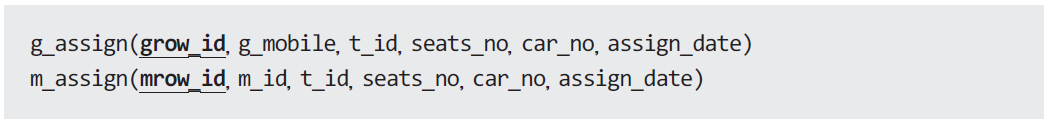 g_assign(grow_id, g_mobile, t_id, seats_no, car_no, assign_date)
m_assign(mrow_id, m_id, t_id, seats_no, car_no, assign_date)